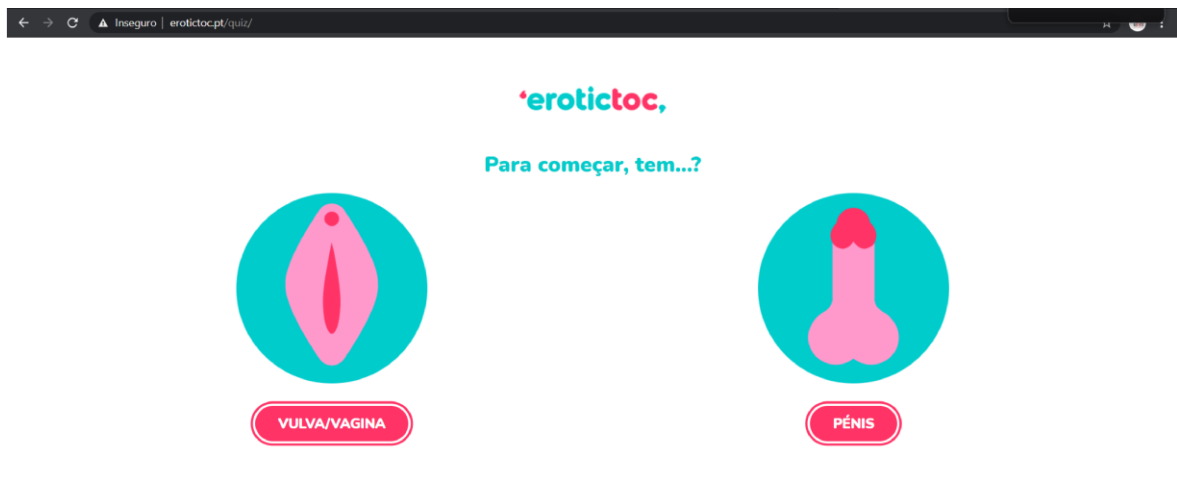 Inseguro | erotictoc.pt/quiz/
erotictoc,
Para começar, tem...?
VULVA/VAGINA
PÉNIS